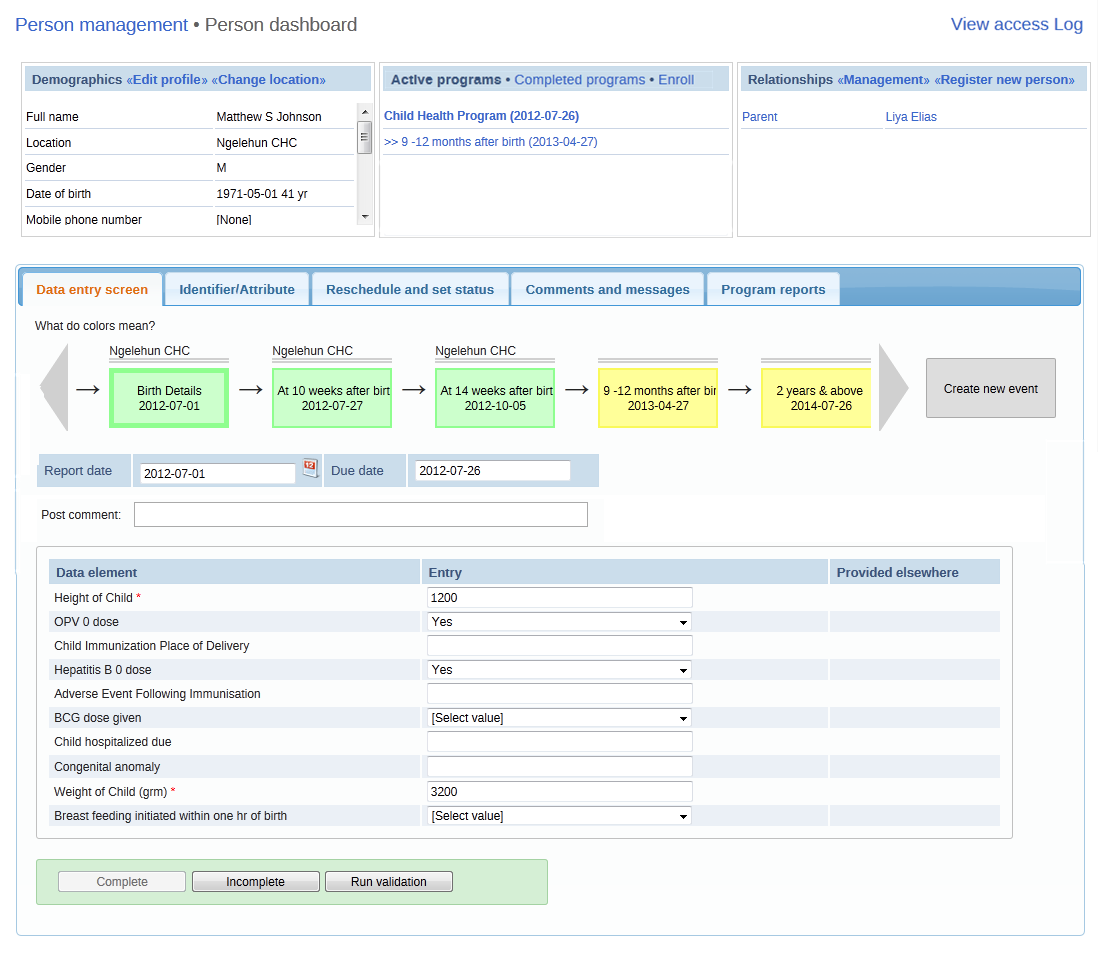 Person management • Person dashboard
View access Log
Demographics «Edit profile» «Change location»
Full name Matthew S Johnson
Location Ngelehun CHC
Gender M
Date of birth 1971-05-01 41 yr
Mobile phone number [None]
Active programs • Completed programs • Enroll
Child Health Program (2012-07-26)
>> 9 -12 months after birth (2013-04-27)
Relationships «Management» «Register new person»
Parent Liya Elias
Data entry screen
Identifier/Attribute
Reschedule and set status
Comments and messages
Program reports
What do colors mean?
Ngelehun CHC
Birth Details
2012-07-01
Ngelehun CHC
At 10 weeks after birt
2012-07-27
Ngelehun CHC
At 14 weeks after birt
2012-10-05
9 -12 months after bir
2013-04-27
2 years & above
2014-07-26
Create new event
Report date 2012-07-01 12 Due date 2012-07-26
Post comment:
Data element Entry Provided elsewhere
Height of Child * 1200
OPV 0 dose Yes
Child Immunization Place of Delivery
Hepatitis B 0 dose Yes
Adverse Event Following Immunisation
BCG dose given [Select value]
Child hospitalized due
Congenital anomaly
Weight of Child (grm) * 3200
Breast feeding initiated within one hr of birth [Select value]
Complete Incomplete Run validation